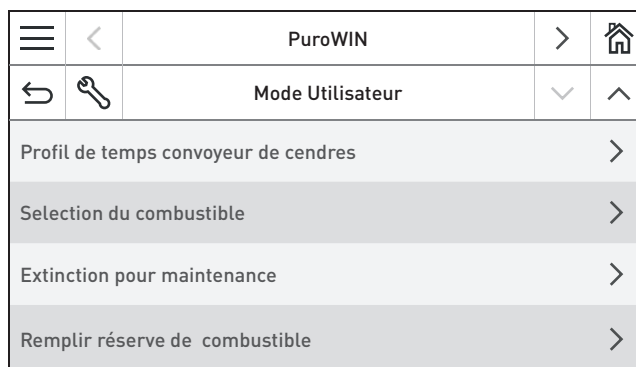 PuroWIN
Mode Utilisateur
Profil de temps convoyeur de cendres
Selection du combustible
Extinction pour maintenance
Remplir réserve de combustible